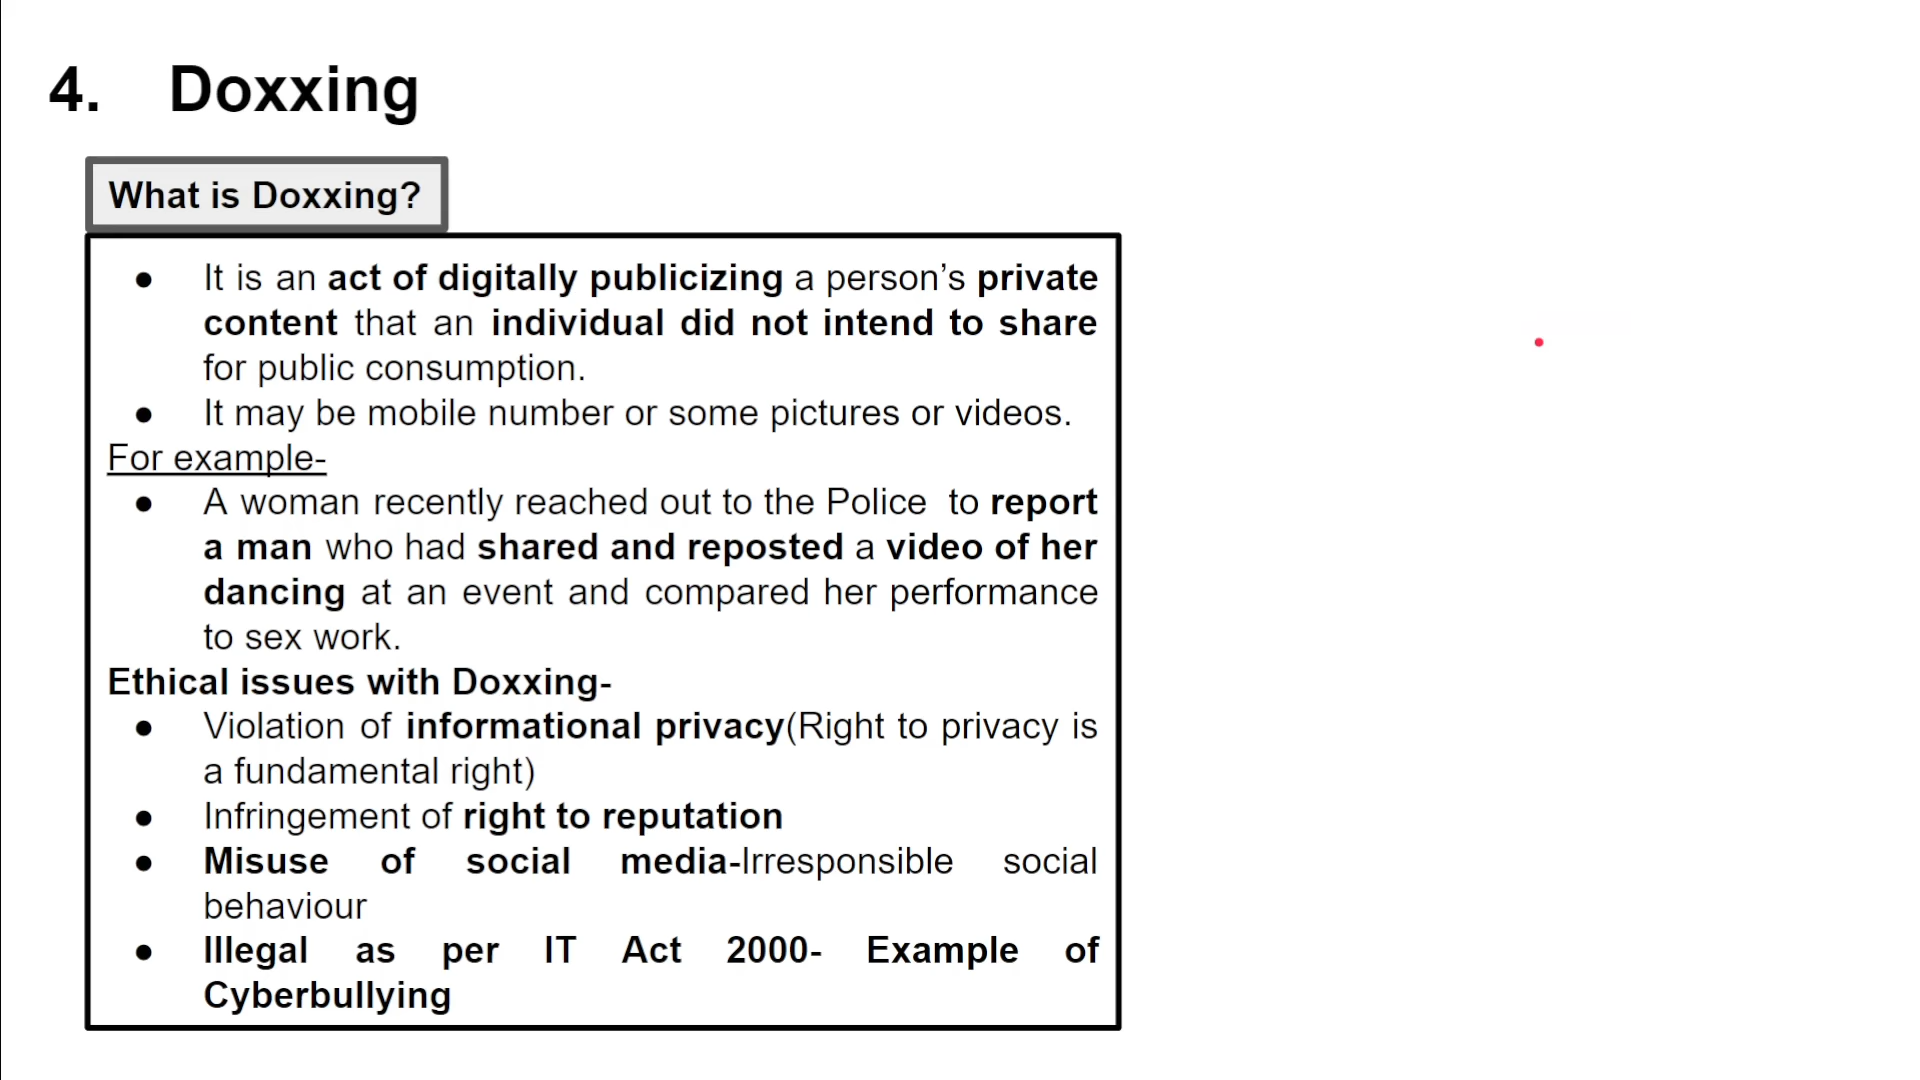 4. Doxxing
What is Doxxing?
● It is an act of digitally publicizing a person’s private
content that an individual did not intend to share
for public consumption.
● It may be mobile number or some pictures or videos.
For example-
● A woman recently reached out to the Police to report
a man who had shared and reposted a video of her
dancing at an event and compared her performance
to sex work.
Ethical issues with Doxxing-
● Violation of informational privacy(Right to privacy is
a fundamental right)
● Infringement of right to reputation
● Misuse of social media-Irresponsible social
behaviour
● Illegal as per IT Act 2000- Example of
Cyberbullying